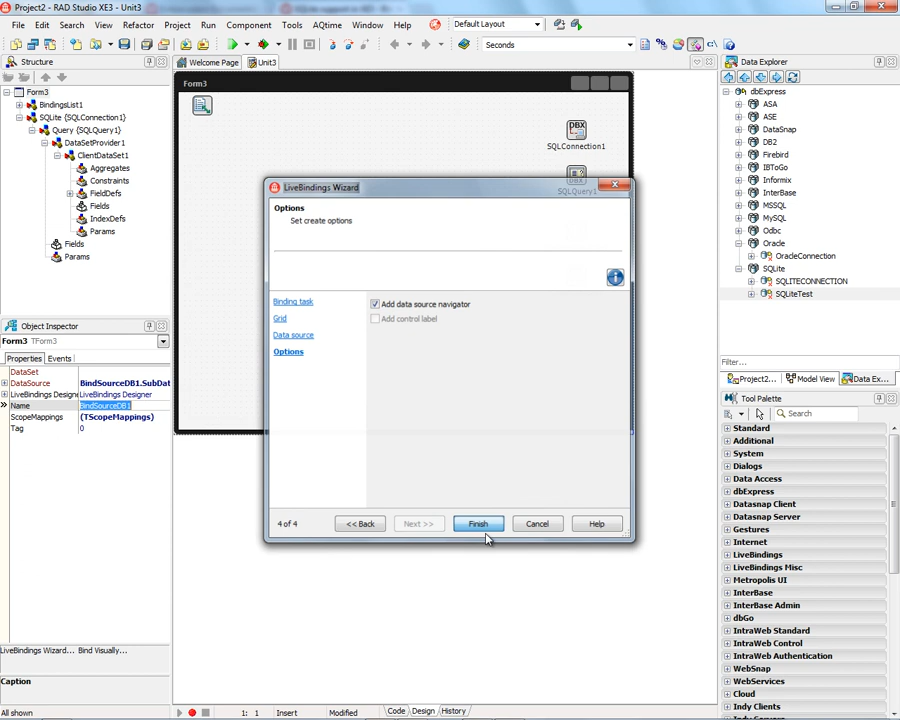 Project2 - RAD Studio XE3 - Unit3
File Edit Search View Refactor Project Run Component Tools AQtime Window Help Default Layout
Seconds
Structure
Form3
BindingsList1
SQLite {SQLConnection1}
Query {SQLQuery1}
DataSetProvider1
ClientDataSet1
Aggregates
Constraints
FieldDefs
Fields
IndexDefs
Params
Fields
Params
Object Inspector
Form3 TForm3
Properties Events
DataSet
DataSource BindSourceDB1.SubDat
LiveBindings Designe LiveBindings Designer
Name BindSourceDB1
ScopeMappings (TScopeMappings)
Tag 0
LiveBindings Wizard... Bind Visually...
Caption
All shown
Welcome Page Unit3
Form3
DBX
SQLConnection1
DBX
SQLQuery1
LiveBindings Wizard
Options
Set create options
Binding task
Grid
Data source
Options
Add data source navigator
Add control label
4 of 4 << Back Next >> Finish Cancel Help
1: 1 Insert Modified Code Design History
Data Explorer
dbExpress
ASA
ASE
DataSnap
DB2
Firebird
IBToGo
Informix
InterBase
MSSQL
MySQL
Odbc
Oracle
OracleConnection
SQLite
SQLITECONNECTION
SQLiteTest
Filter...
Project2... Model View Data Ex...
Tool Palette
Search
Standard
Additional
System
Dialogs
Data Access
dbExpress
Datasnap Client
Datasnap Server
Gestures
Internet
LiveBindings
LiveBindings Misc
Metropolis UI
InterBase
InterBase Admin
dbGo
IntraWeb Standard
IntraWeb Control
IntraWeb Authentication
WebSnap
WebServices
Cloud
Indy Clients
Indy Servers